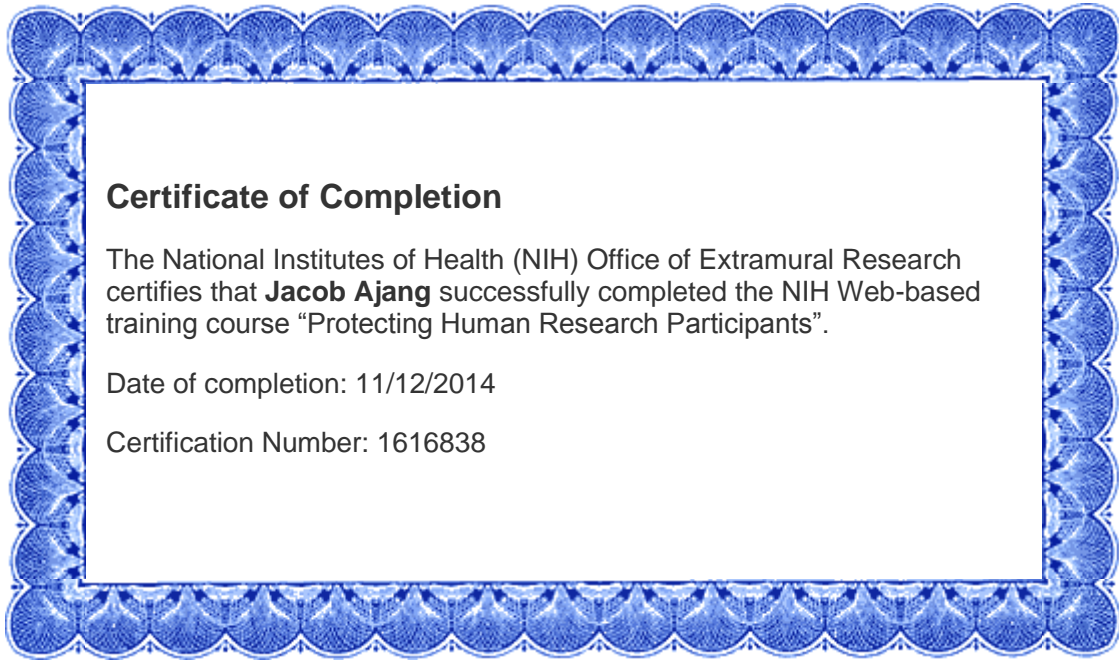 Certificate of Completion
The National Institutes of Health (NIH) Office of Extramural Research
certifies that Jacob Ajang successfully completed the NIH Web-based
training course “Protecting Human Research Participants”.
Date of completion: 11/12/2014
Certification Number: 1616838